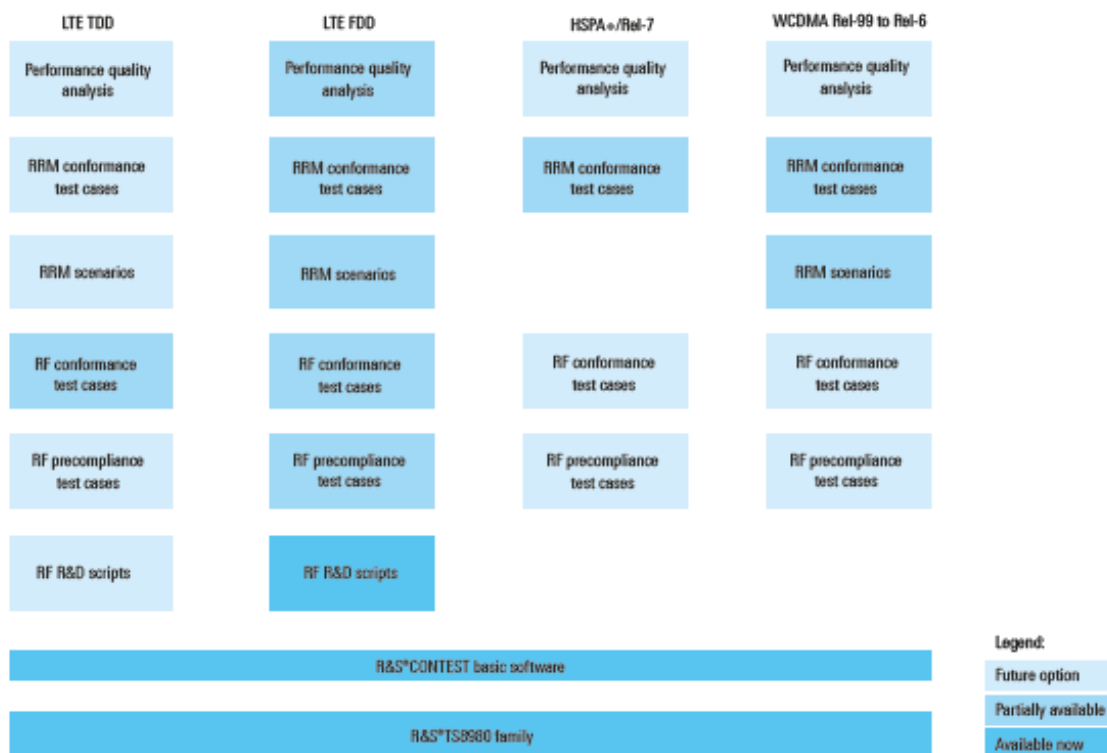 LTE TDD
LTE FDD
HSPA+/Rel-7
WCDMA Rel-99 to Rel-6
Performance quality
analysis
Performance quality
analysis
Performance quality
analysis
Performance quality
analysis
RRM conformance
test cases
RRM conformance
test cases
RRM conformance
test cases
RRM conformance
test cases
RRM scenarios
RRM scenarios
RRM scenarios
RF conformance
test cases
RF conformance
test cases
RF conformance
test cases
RF conformance
test cases
RF precompliance
test cases
RF precompliance
test cases
RF precompliance
test cases
RF precompliance
test cases
RF R&D scripts
RF R&D scripts
R&S®CONTEST basic software
R&S®TS8980 family
Legend:
Future option
Partially available
Available now